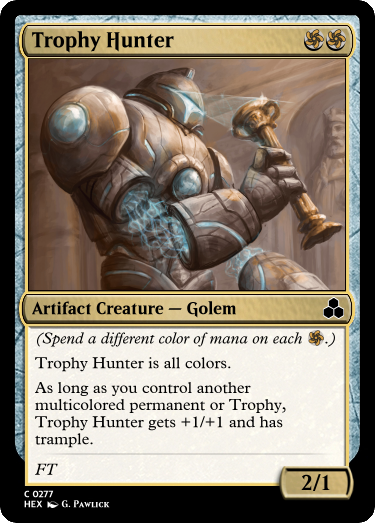 Trophy Hunter
Artifact Creature — Golem
(Spend a different color of mana on each .)
Trophy Hunter is all colors.
As long as you control another
multicolored permanent or Trophy,
Trophy Hunter gets +1/+1 and has
trample.
FT
2/1
C 0277
HEX G. Pawlick